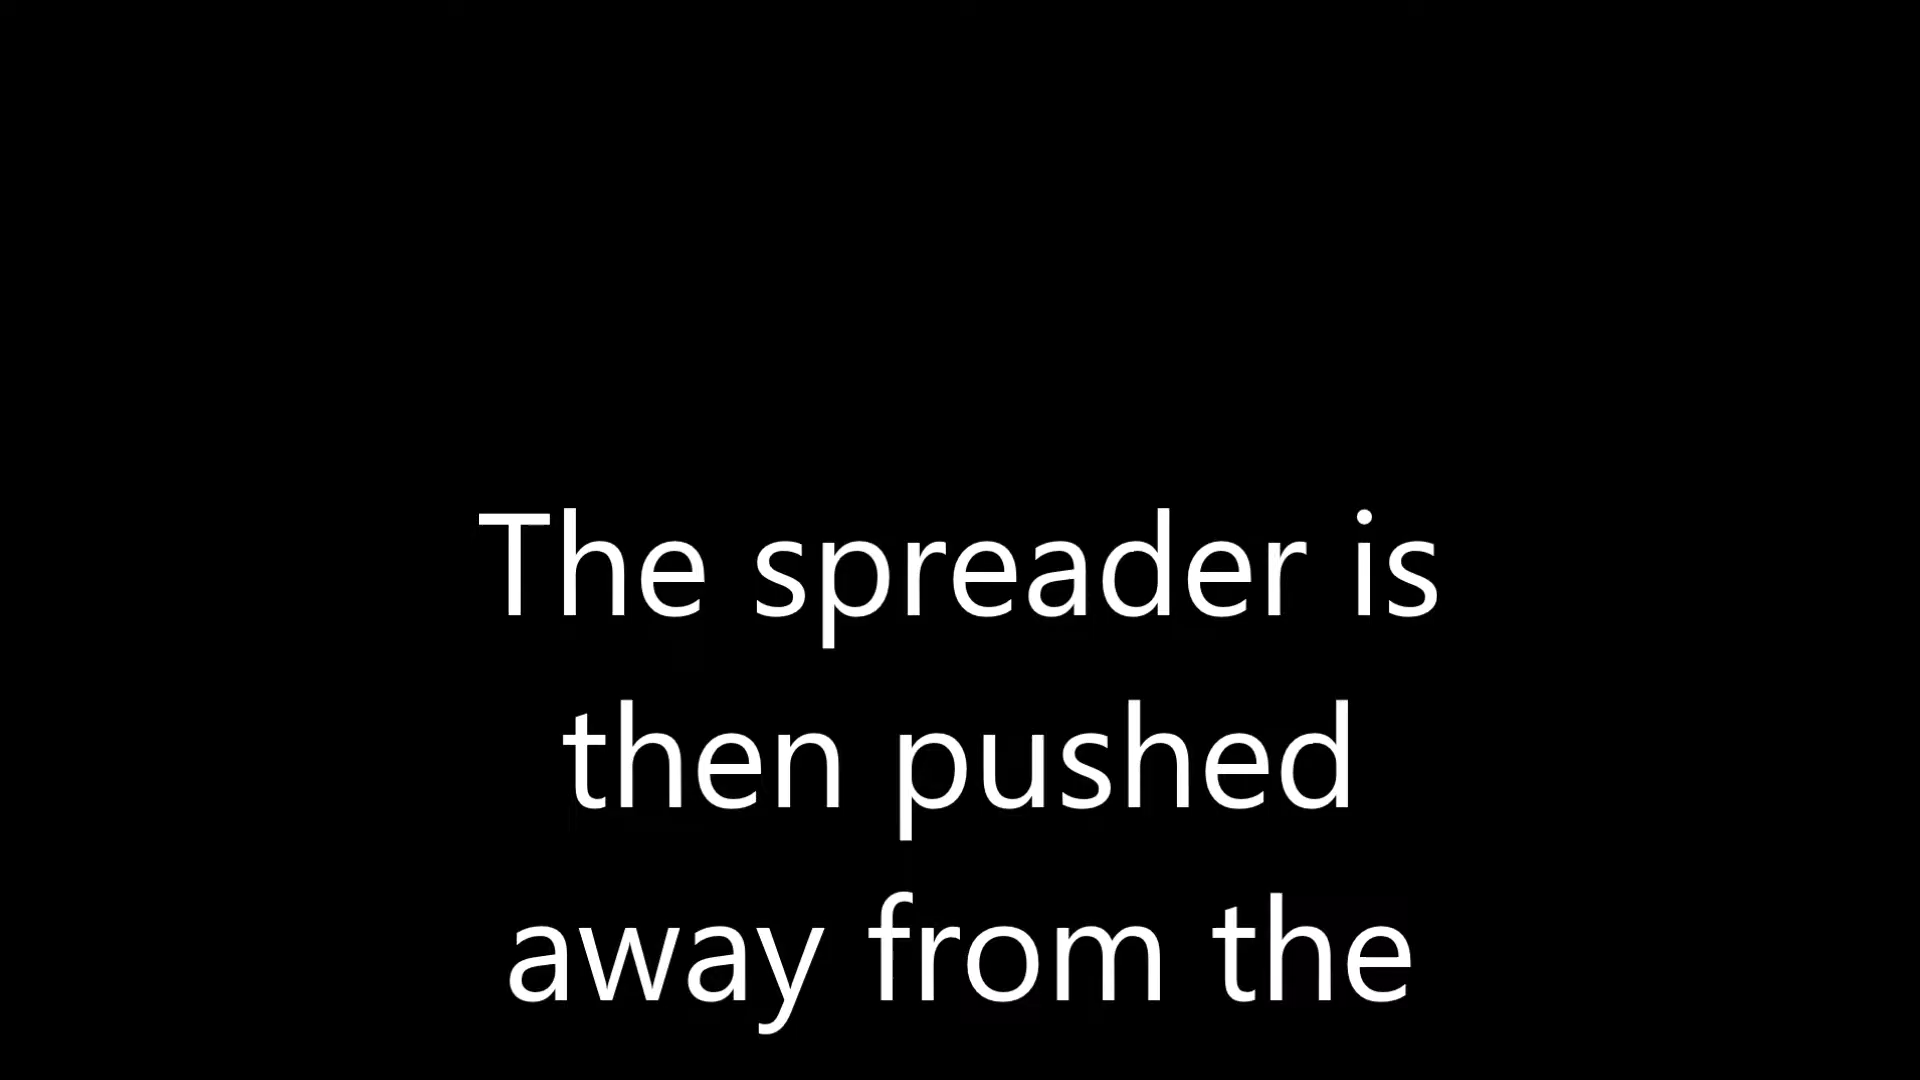 The spreader is
then pushed
away from the